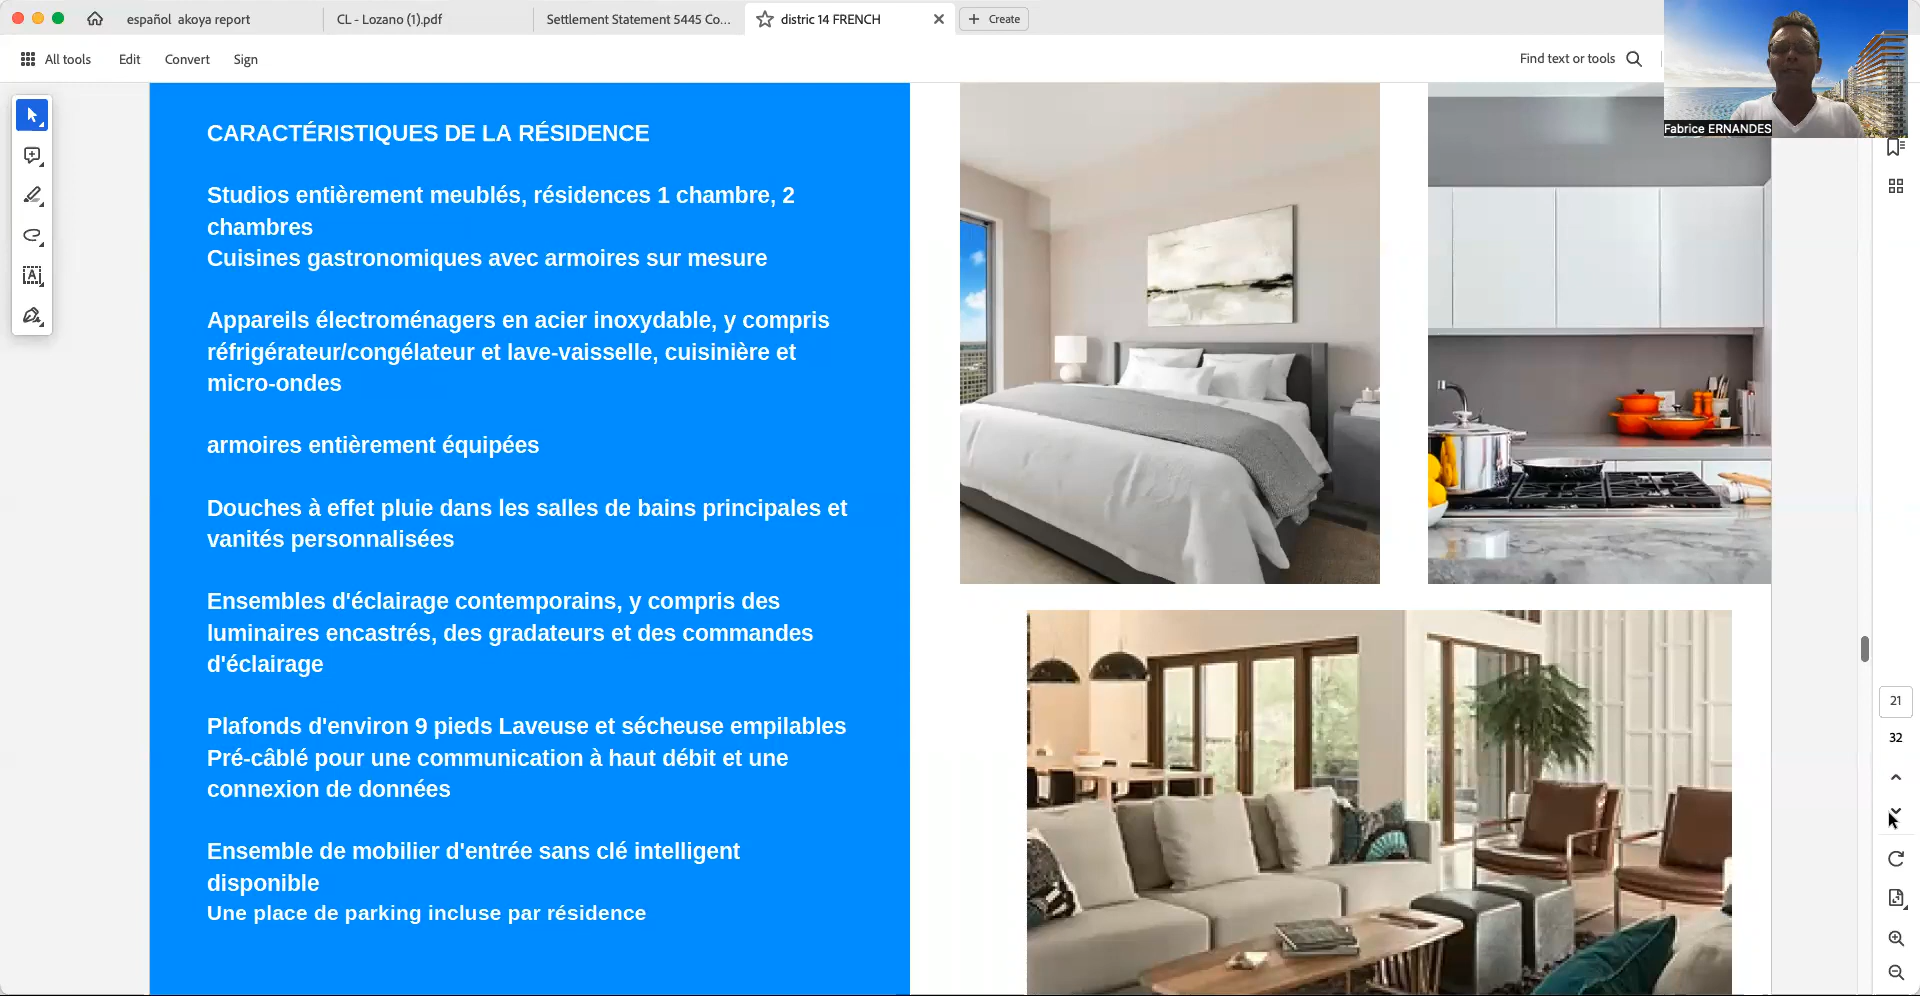 español akoya report
CL - Lozano (1).pdf
Settlement Statement 5445 Co...
distric 14 FRENCH
Create
All tools
Edit
Convert
Sign
Find text or tools
Fabrice ERNANDES
CARACTÉRISTIQUES DE LA RÉSIDENCE
Studios entièrement meublés, résidences 1 chambre, 2
chambres
Cuisines gastronomiques avec armoires sur mesure
Appareils électroménagers en acier inoxydable, y compris
réfrigérateur/congélateur et lave-vaisselle, cuisinière et
micro-ondes
armoires entièrement équipées
Douches à effet pluie dans les salles de bains principales et
vanités personnalisées
Ensembles d'éclairage contemporains, y compris des
luminaires encastrés, des gradateurs et des commandes
d'éclairage
Plafonds d'environ 9 pieds Laveuse et sécheuse empilables
Pré-câblé pour une communication à haut débit et une
connexion de données
Ensemble de mobilier d'entrée sans clé intelligent
disponible
Une place de parking incluse par résidence
21
32